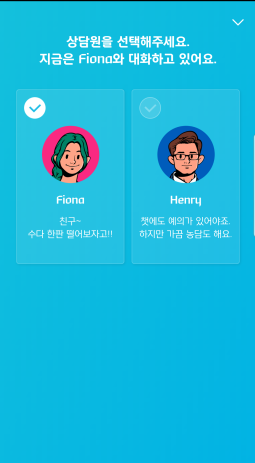 상담원을 선택해주세요.
지금은 Fiona와 대화하고 있어요.
Fiona
친구~
수다 한판 떨어보자고!!
Henry
챗에도 예의가 있어야죠.
하지만 가끔 농담도 해요.